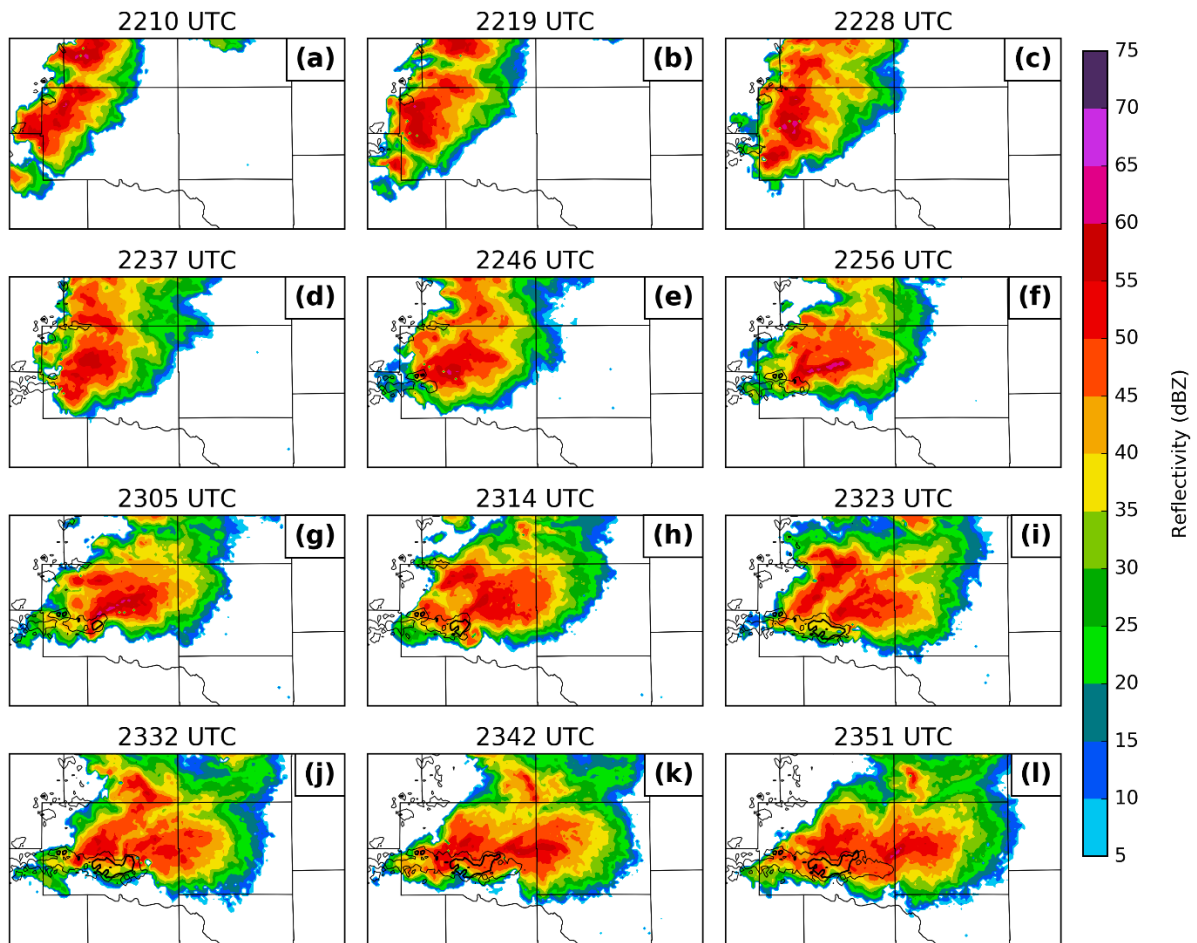 2210 UTC
2219 UTC
2228 UTC
(a)
(b)
(c)
2237 UTC
2246 UTC
2256 UTC
(d)
(e)
(f)
2305 UTC
2314 UTC
2323 UTC
(g)
(h)
(i)
2332 UTC
2342 UTC
2351 UTC
(j)
(k)
(l)
75
70
65
60
55
50
45
40
35
30
25
20
15
10
5
Reflectivity (dBZ)